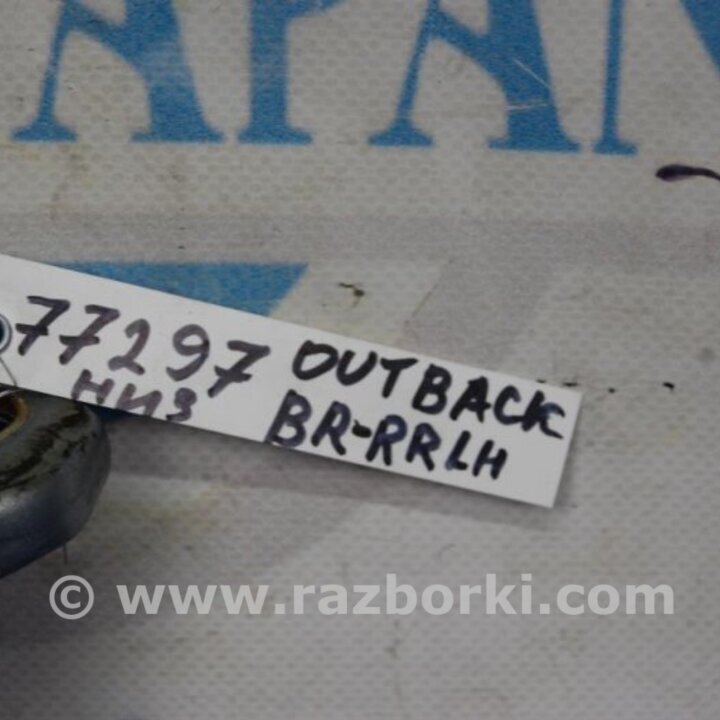 APAN
77297 OUTBACK
НИЗ BR-RRLH
© www.razborki.com